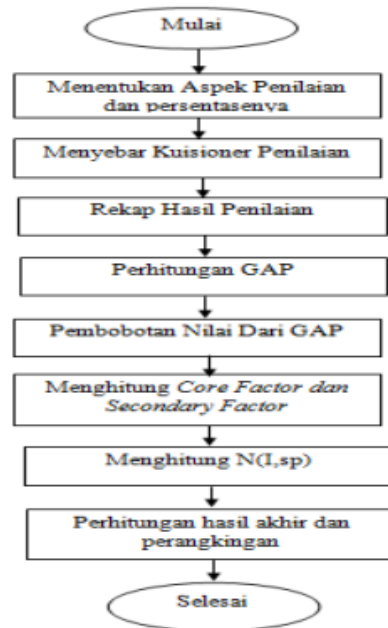 Mulai
Menentukan Aspek Penilaian
dan persentasenya
Menyebar Kuisioner Penilaian
Rekap Hasil Penilaian
Perhitungan GAP
Pembobotan Nilai Dari GAP
Menghitung Core Factor dan
Secondary Factor
Menghitung N(I,sp)
Perhitungan hasil akhir dan
perangkingan
Selesai